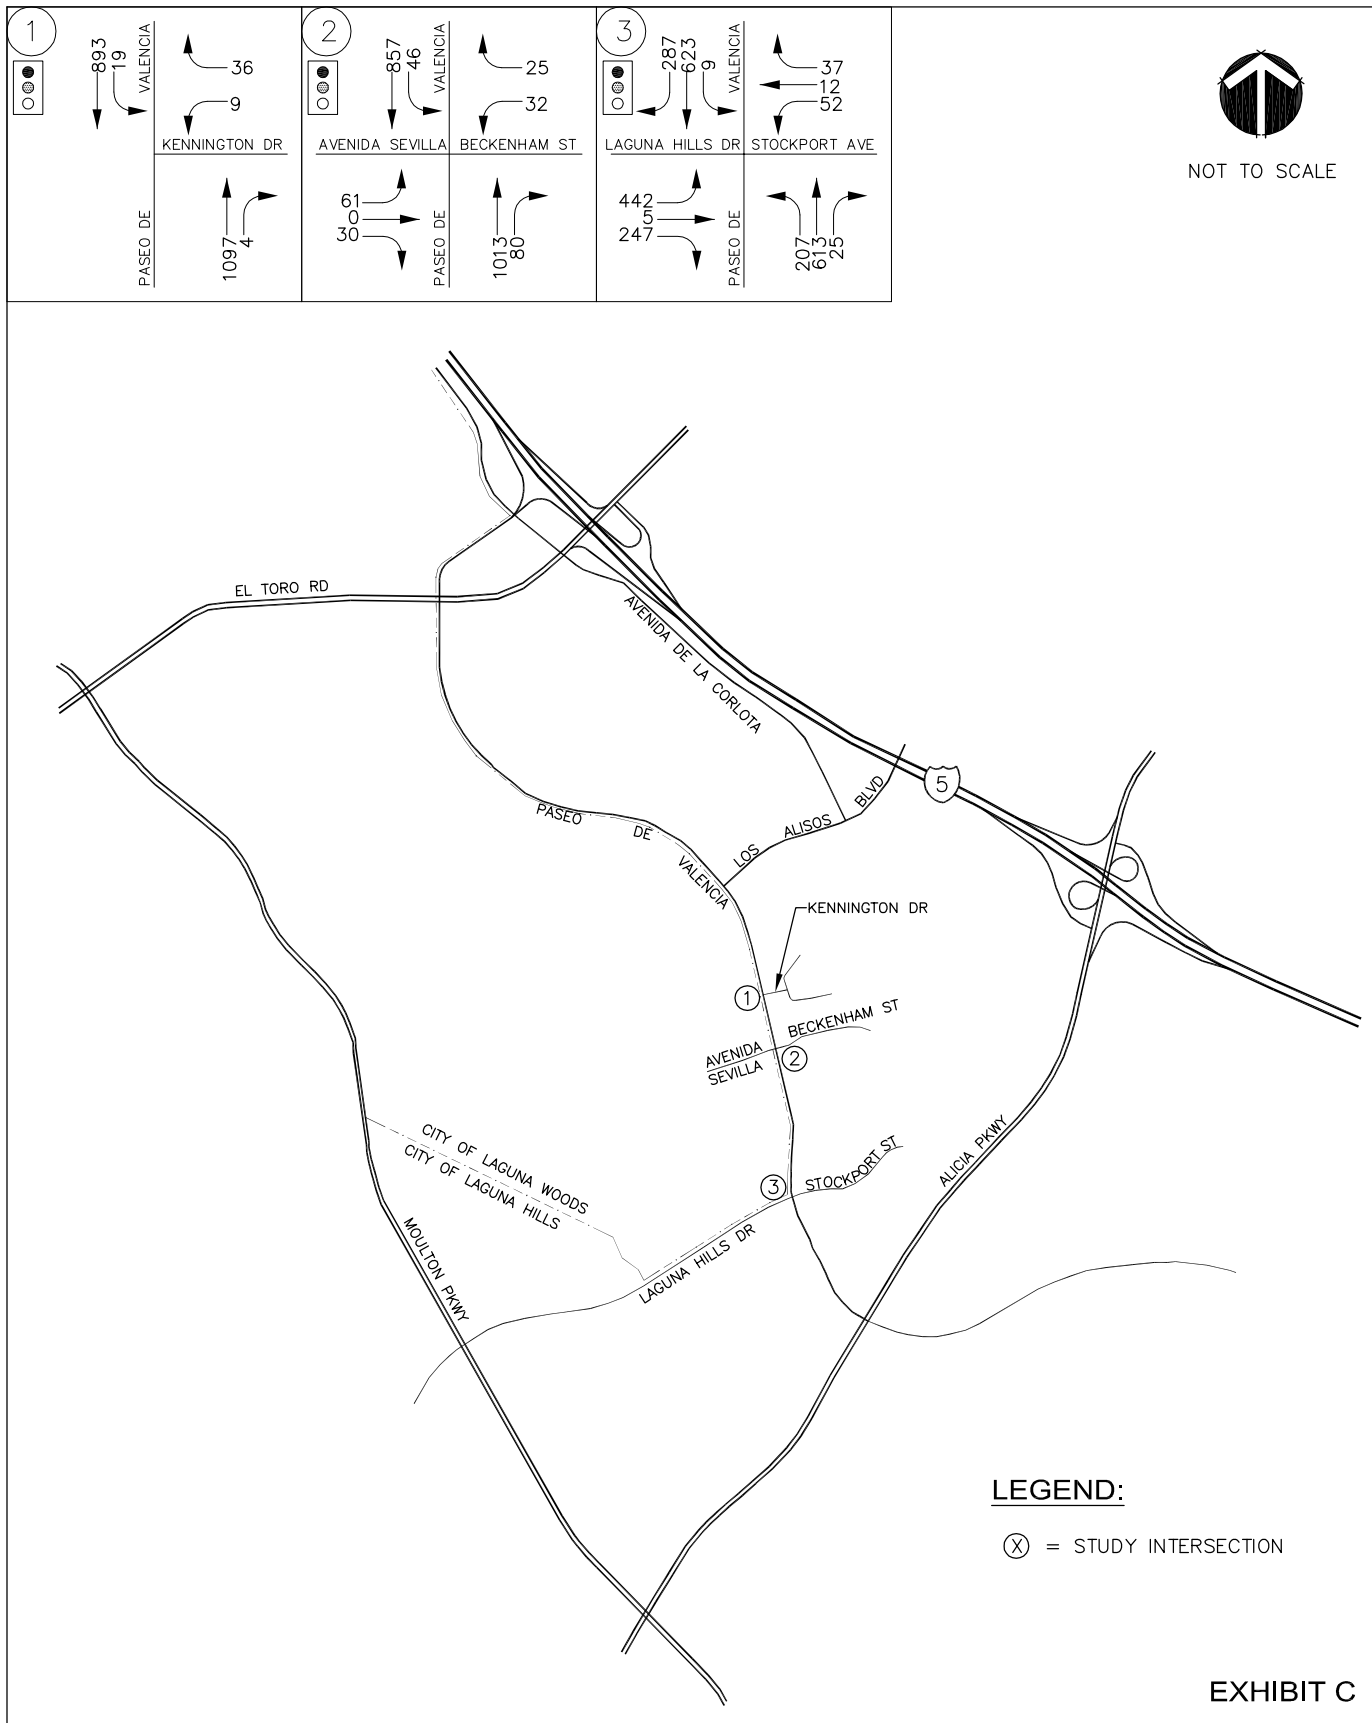 1
893
19
VALENCIA
36
9
KENNINGTON DR
PASEO DE
1097
4
2
857
46
VALENCIA
25
32
AVENIDA SEVILLA
BECKENHAM ST
61
0
30
PASEO DE
1013
80
3
287
623
9
VALENCIA
37
12
52
LAGUNA HILLS DR
STOCKPORT AVE
442
5
247
PASEO DE
207
613
25
NOT TO SCALE
EL TORO RD
AVENIDA DE LA CORLOTA
5
PASEO DE VALENCIA
LOS ALISOS BLVD
KENNINGTON DR
1
BECKENHAM ST
AVENIDA
SEVILLA
2
CITY OF LAGUNA WOODS
CITY OF LAGUNA HILLS
3
STOCKPORT ST
ALICIA PKWY
LAGUNA HILLS DR
MOULTON PKWY
LEGEND:
X = STUDY INTERSECTION
EXHIBIT C